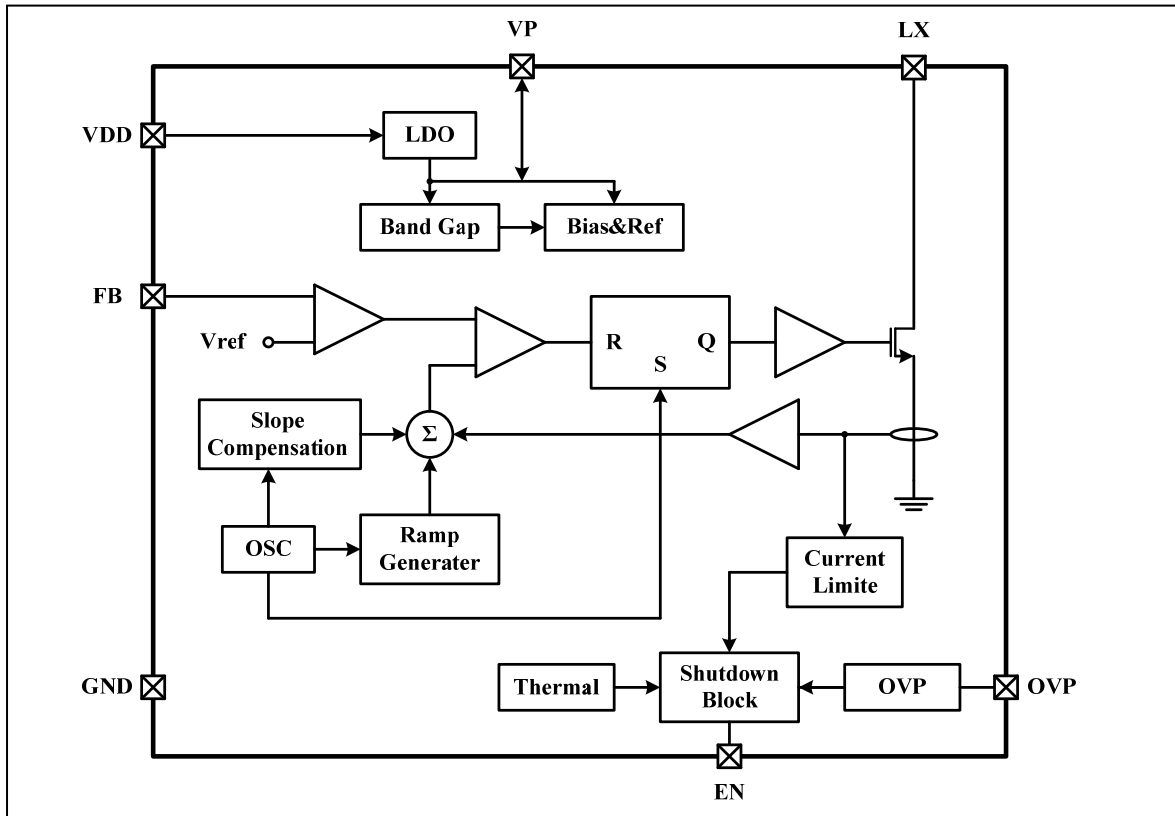 VP
LX
VDD
LDO
Band Gap
Bias&Ref
FB
Vref
R
Q
S
Slope
Compensation
Σ
OSC
Ramp
Generater
Current
Limite
GND
Thermal
Shutdown
Block
OVP
OVP
EN